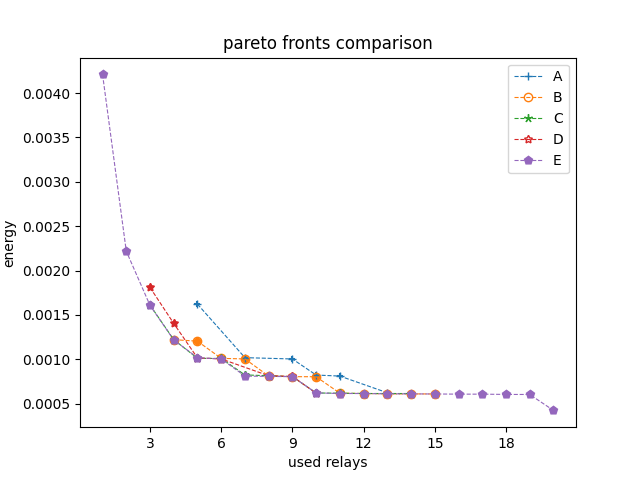 pareto fronts comparison
0.0040
0.0035
0.0030
0.0025
0.0020
0.0015
0.0010
0.0005
energy
3 6 9 12 15 18
used relays
A
B
C
D
E